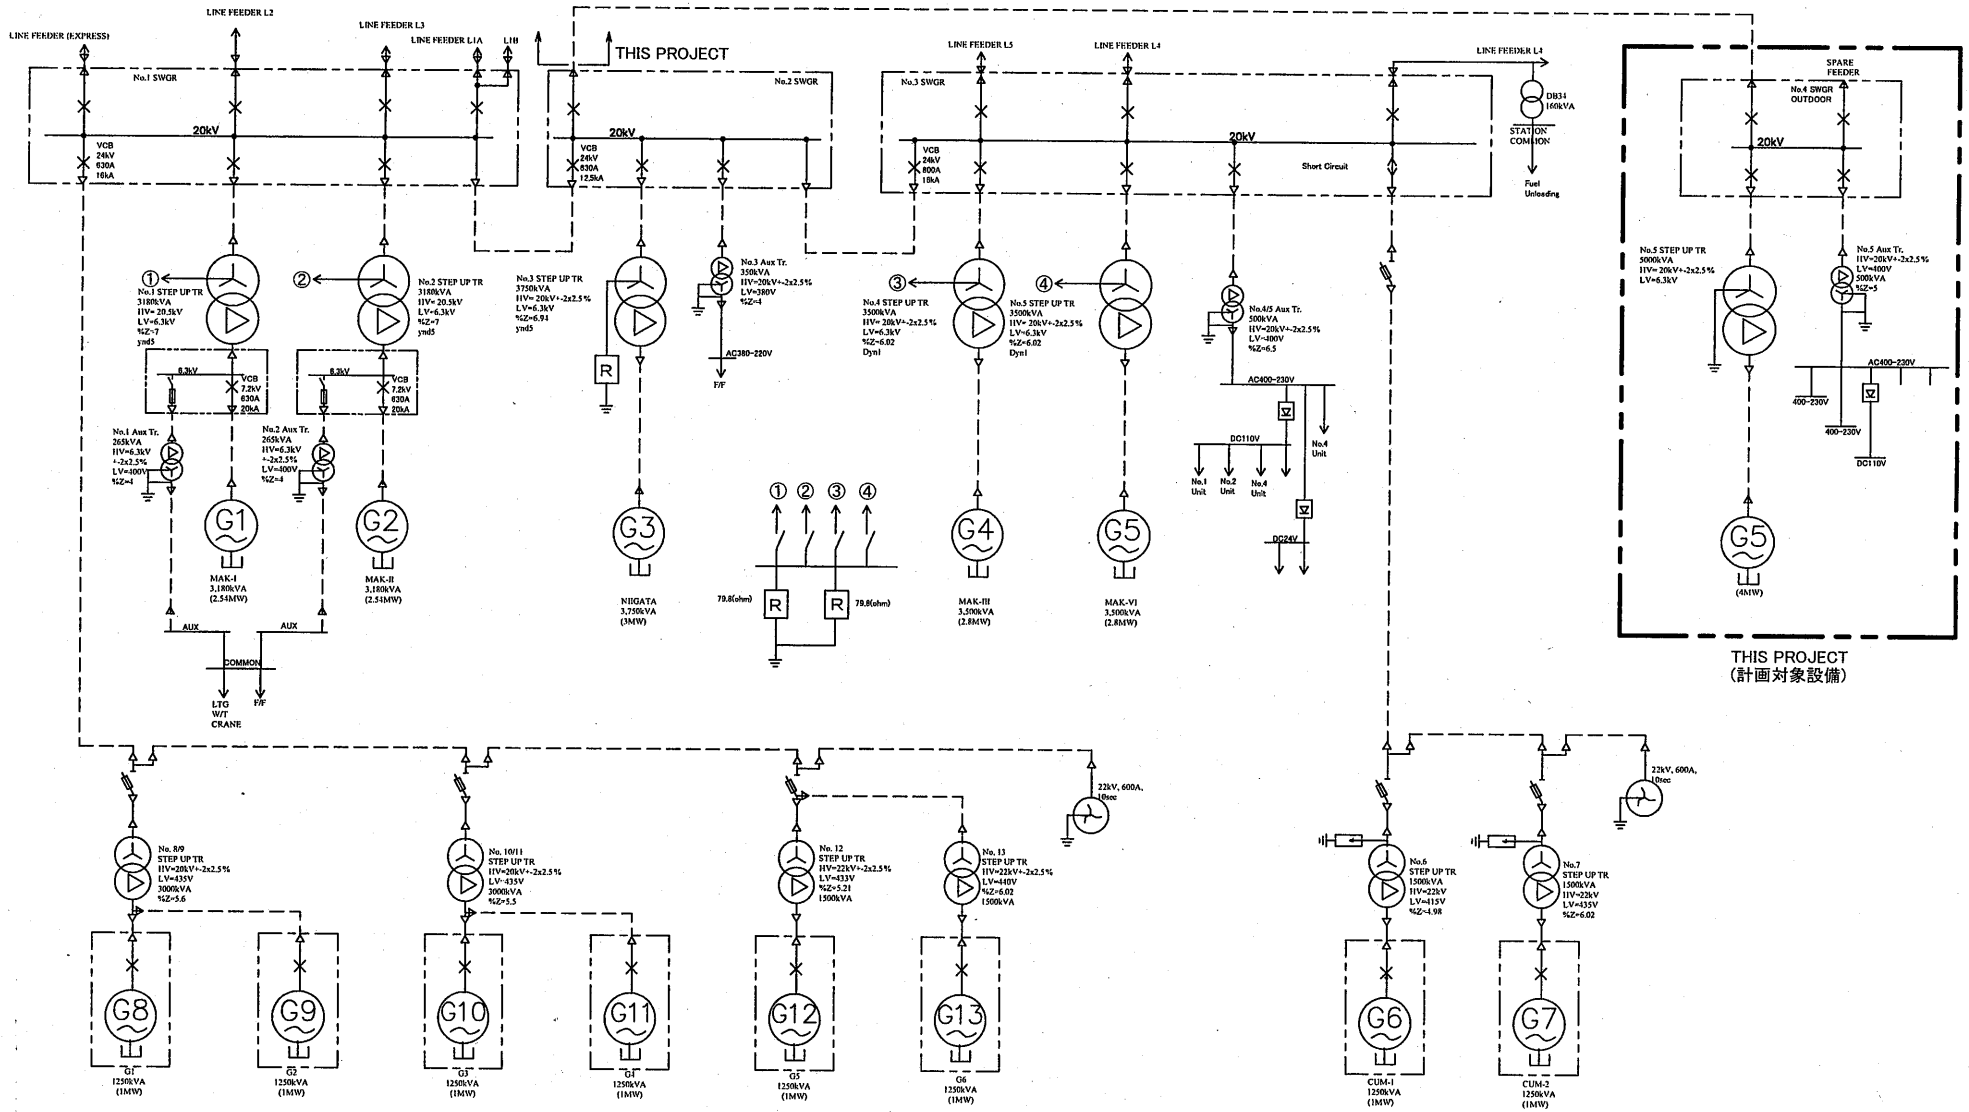 LINE FEEDER (EXPRESS)
LINE FEEDER L2
LINE FEEDER L3
LINE FEEDER L1A
L1B
THIS PROJECT
LINE FEEDER L5
LINE FEEDER L4
LINE FEEDER L4
No.1 SWGR
No.2 SWGR
No.3 SWGR
SPARE
FEEDER
No.4 SWGR
OUTDOOR
DB34
160kVA
STATION
COMMON
Fuel
Unloading
20kV
VCB
24kV
630A
16kA
20kV
VCB
24kV
630A
12.5kA
20kV
VCB
24kV
800A
16kA
Short Circuit
20kV
①
No.1 STEP UP TR
3180kVA
HV= 20.5kV
LV=6.3kV
%Z=7
ynd5
②
No.2 STEP UP TR
3180kVA
HV= 20.5kV
LV=6.3kV
%Z=7
ynd5
No.3 STEP UP TR
3750kVA
HV= 20kV+-2x2.5%
LV=6.3kV
%Z=6.94
ynd5
No.3 Aux Tr.
350kVA
HV=20kV+-2x2.5%
LV=380V
%Z=4
③
No.4 STEP UP TR
3500kVA
HV= 20kV+-2x2.5%
LV=6.3kV
%Z=6.02
Dyn1
④
No.5 STEP UP TR
3500kVA
HV= 20kV+-2x2.5%
LV=6.3kV
%Z=6.02
Dyn1
No.4/5 Aux Tr.
500kVA
HV=20kV+-2x2.5%
LV=400V
%Z=6.5
No.5 STEP UP TR
5000kVA
HV=20kV+-2x2.5%
LV=6.3kV
No.5 Aux Tr.
HV=20kV+-2x2.5%
LV=400V
500kVA
%Z=5
6.3kV
VCB
7.2kV
630A
20kA
6.3kV
VCB
7.2kV
630A
20kA
R
AC380-220V
F/F
AC400-230V
No.4
Unit
DC110V
No.1
Unit
No.2
Unit
No.4
Unit
DC24V
AC400-230V
400-230V
400-230V
DC110V
No.1 Aux Tr.
265kVA
HV=6.3kV
+-2x2.5%
LV=400V
%Z=4
No.2 Aux Tr.
265kVA
HV=6.3kV
+-2x2.5%
LV=400V
%Z=4
G1
MAK-I
3,180kVA
(2.54MW)
G2
MAK-II
3,180kVA
(2.54MW)
G3
NIIGATA
3,750kVA
(3MW)
① ② ③ ④
79.8(ohm)
R
R
79.8(ohm)
G4
MAK-III
3,500kVA
(2.8MW)
G5
MAK-VI
3,500kVA
(2.8MW)
G5
(4MW)
THIS PROJECT
(計画対象設備)
AUX
AUX
COMMON
LTG
W/T
CRANE
F/F
22kV, 600A,
10sec
22kV, 600A,
10sec
No. 8/9
STEP UP TR
HV=20kV+-2x2.5%
LV=435V
3000kVA
%Z=5.6
No. 10/11
STEP UP TR
HV=20kV+-2x2.5%
LV=435V
3000kVA
%Z=5.5
No. 12
STEP UP TR
HV=22kV+-2x2.5%
LV=433V
%Z=5.21
1500kVA
No. 13
STEP UP TR
HV=22kV+-2x2.5%
LV=440V
%Z=6.02
1500kVA
No.6
STEP UP TR
1500kVA
HV=22kV
LV=415V
%Z=4.98
No.7
STEP UP TR
1500kVA
HV=22kV
LV=435V
%Z=6.02
G8
G1
1250kVA
(1MW)
G9
G2
1250kVA
(1MW)
G10
G3
1250kVA
(1MW)
G11
G4
1250kVA
(1MW)
G12
G5
1250kVA
(1MW)
G13
G6
1250kVA
(1MW)
G6
CUM-1
1250kVA
(1MW)
G7
CUM-2
1250kVA
(1MW)